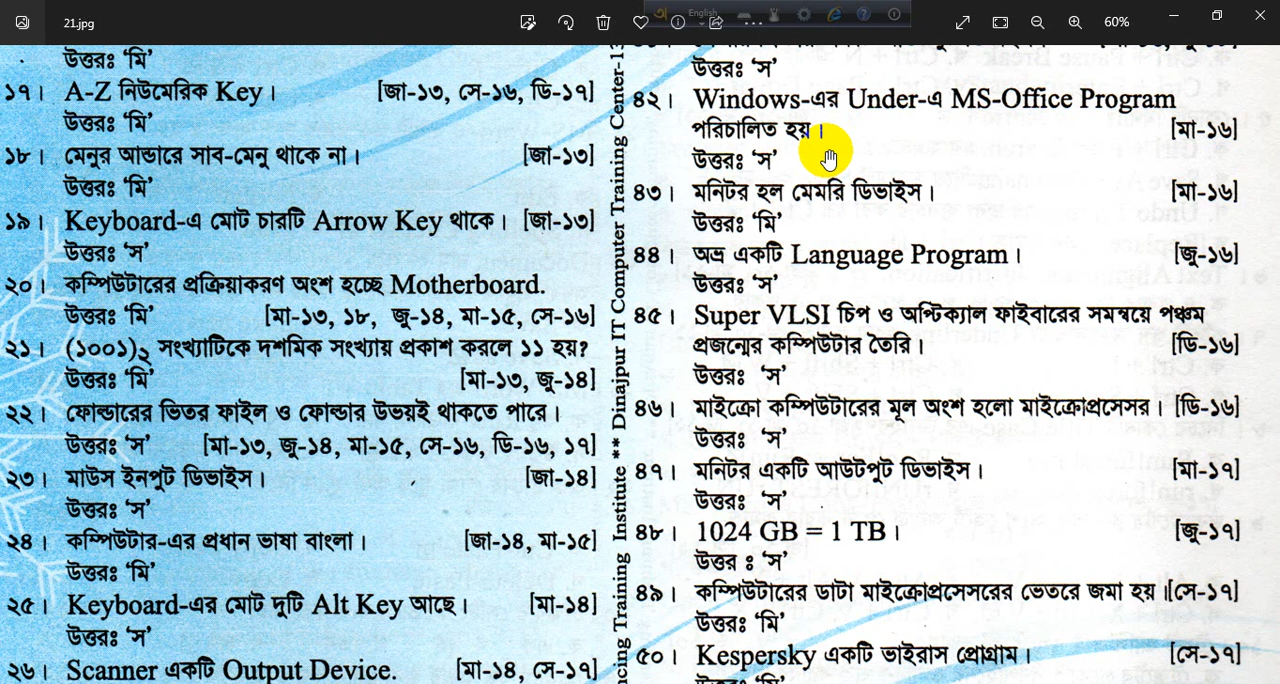 21.jpg
English
60%
উত্তরঃ ‘মি’
১৭। A-Z নিউমেরিক Key। [জা-১৩, সে-১৬, ডি-১৭]
উত্তরঃ ‘মি’
১৮। মেনুর আন্ডারে সাব-মেনু থাকে না। [জা-১৩]
উত্তরঃ ‘মি’
১৯। Keyboard-এ মোট চারটি Arrow Key থাকে। [জা-১৩]
উত্তরঃ ‘স’
২০। কম্পিউটারের প্রক্রিয়াকরণ অংশ হচ্ছে Motherboard.
উত্তরঃ ‘মি’ [মা-১৩, ১৮, জু-১৪, মা-১৫, সে-১৬]
২১। (১০০১)২ সংখ্যাটিকে দশমিক সংখ্যায় প্রকাশ করলে ১১ হয়?
উত্তরঃ ‘মি’ [মা-১৩, জু-১৪]
২২। ফোল্ডারের ভিতর ফাইল ও ফোল্ডার উভয়ই থাকতে পারে।
উত্তরঃ ‘স’ [মা-১৩, জু-১৪, মা-১৫, সে-১৬, ডি-১৬, ১৭]
২৩। মাউস ইনপুট ডিভাইস। [জা-১৪]
উত্তরঃ ‘স’
২৪। কম্পিউটার-এর প্রধান ভাষা বাংলা। [জা-১৪, মা-১৫]
উত্তরঃ ‘মি’
২৫। Keyboard-এর মোট দুটি Alt Key আছে। [মা-১৪]
উত্তরঃ ‘স’
২৬। Scanner একটি Output Device. [মা-১৪, সে-১৭]
Training Institute ** Dinajpur IT Computer Training Center-1
উত্তরঃ ‘স’
৪২। Windows-এর Under-এ MS-Office Program
পরিচালিত হয়। [মা-১৬]
উত্তরঃ ‘স’
৪৩। মনিটর হল মেমরি ডিভাইস। [মা-১৬]
উত্তরঃ ‘মি’
৪৪। অভ্র একটি Language Program। [জু-১৬]
উত্তরঃ ‘স’
৪৫। Super VLSI চিপ ও অপ্টিক্যাল ফাইবারের সমন্বয়ে পঞ্চম
প্রজন্মের কম্পিউটার তৈরি। [ডি-১৬]
উত্তরঃ ‘স’
৪৬। মাইক্রো কম্পিউটারের মূল অংশ হলো মাইক্রোপ্রসেসর। [ডি-১৬]
উত্তরঃ ‘স’
৪৭। মনিটর একটি আউটপুট ডিভাইস। [মা-১৭]
উত্তরঃ ‘স’
৪৮। 1024 GB = 1 TB। [জু-১৭]
উত্তর ঃ ‘স’
৪৯। কম্পিউটারের ডাটা মাইক্রোপ্রসেসরের ভেতরে জমা হয়। [সে-১৭]
উত্তরঃ ‘মি’
৫০। Kespersky একটি ভাইরাস প্রোগ্রাম। [সে-১৭]